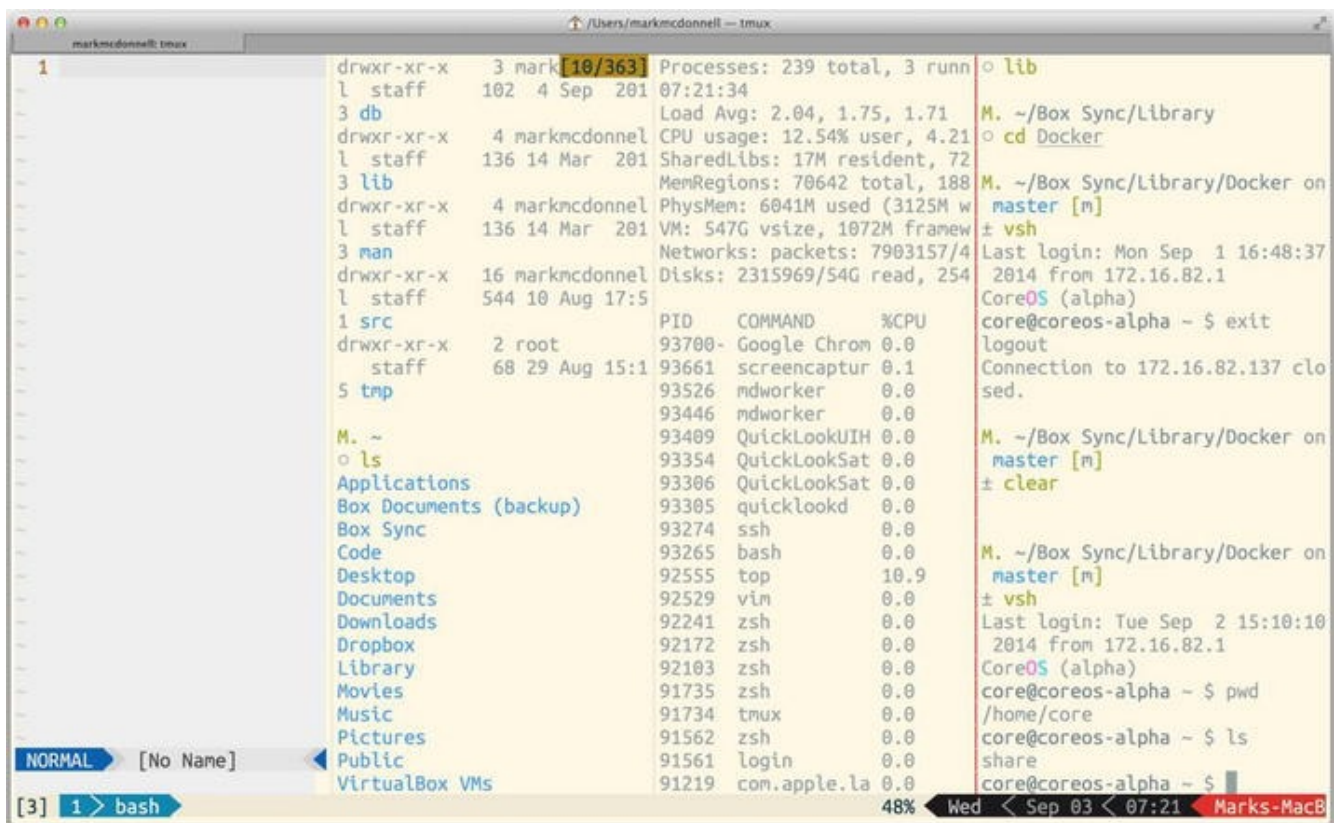 /Users/markmcdonnell — tmux
markmcdonnell: tmux
1
NORMAL [No Name]
drwxr-xr-x 3 mark[10/363]
l staff 102 4 Sep 201
3 db
drwxr-xr-x 4 markmcdonnel
l staff 136 14 Mar 201
3 lib
drwxr-xr-x 4 markmcdonnel
l staff 136 14 Mar 201
3 man
drwxr-xr-x 16 markmcdonnel
l staff 544 10 Aug 17:5
1 src
drwxr-xr-x 2 root
staff 68 29 Aug 15:1
5 tmp
M. ~
○ ls
Applications
Box Documents (backup)
Box Sync
Code
Desktop
Documents
Downloads
Dropbox
Library
Movies
Music
Pictures
Public
VirtualBox VMs
Processes: 239 total, 3 runn
07:21:34
Load Avg: 2.04, 1.75, 1.71
CPU usage: 12.54% user, 4.21
SharedLibs: 17M resident, 72
MemRegions: 70642 total, 188
PhysMem: 6041M used (3125M w
VM: 547G vsize, 1072M framew
Networks: packets: 7903157/4
Disks: 2315969/54G read, 254
PID COMMAND %CPU
93700- Google Chrom 0.0
93661 screencaptur 0.1
93526 mdworker 0.0
93446 mdworker 0.0
93409 QuickLookUIH 0.0
93354 QuickLookSat 0.0
93306 QuickLookSat 0.0
93305 quicklookd 0.0
93274 ssh 0.0
93265 bash 0.0
92555 top 10.9
92529 vim 0.0
92241 zsh 0.0
92172 zsh 0.0
92103 zsh 0.0
91735 zsh 0.0
91734 tmux 0.0
91562 zsh 0.0
91561 login 0.0
91219 com.apple.la 0.0
○ lib
M. ~/Box Sync/Library
○ cd Docker
M. ~/Box Sync/Library/Docker on
master [m]
± vsh
Last login: Mon Sep 1 16:48:37
2014 from 172.16.82.1
CoreOS (alpha)
core@coreos-alpha ~ $ exit
logout
Connection to 172.16.82.137 clo
sed.
M. ~/Box Sync/Library/Docker on
master [m]
± clear
M. ~/Box Sync/Library/Docker on
master [m]
± vsh
Last login: Tue Sep 2 15:10:10
2014 from 172.16.82.1
CoreOS (alpha)
core@coreos-alpha ~ $ pwd
/home/core
core@coreos-alpha ~ $ ls
share
core@coreos-alpha ~ $
[3] 1 > bash 48% Wed < Sep 03 < 07:21 Marks-MacB